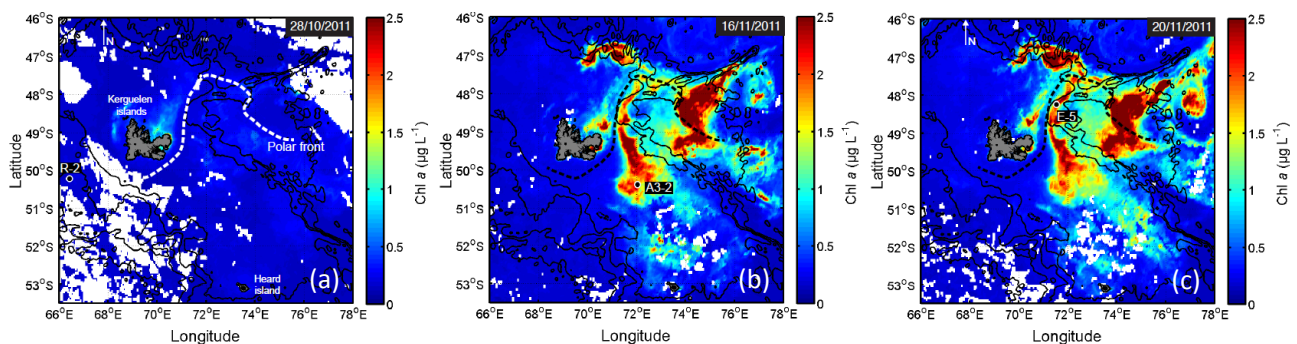 28/10/2011
46°S
47°S
48°S
49°S
50°S
51°S
52°S
53°S
Latitude
N
Kerguelen
islands
Polar front
R-2
Heard
island
(a)
66°E
68°E
70°E
72°E
74°E
76°E
78°E
Longitude
2.5
2
1.5
1
0.5
0
Chl a (µg L⁻¹)
16/11/2011
46°S
47°S
48°S
49°S
50°S
51°S
52°S
53°S
Latitude
N
A3-2
(b)
66°E
68°E
70°E
72°E
74°E
76°E
78°E
Longitude
2.5
2
1.5
1
0.5
0
Chl a (µg L⁻¹)
20/11/2011
46°S
47°S
48°S
49°S
50°S
51°S
52°S
53°S
Latitude
N
E-5
(c)
66°E
68°E
70°E
72°E
74°E
76°E
78°E
Longitude
2.5
2
1.5
1
0.5
0
Chl a (µg L⁻¹)